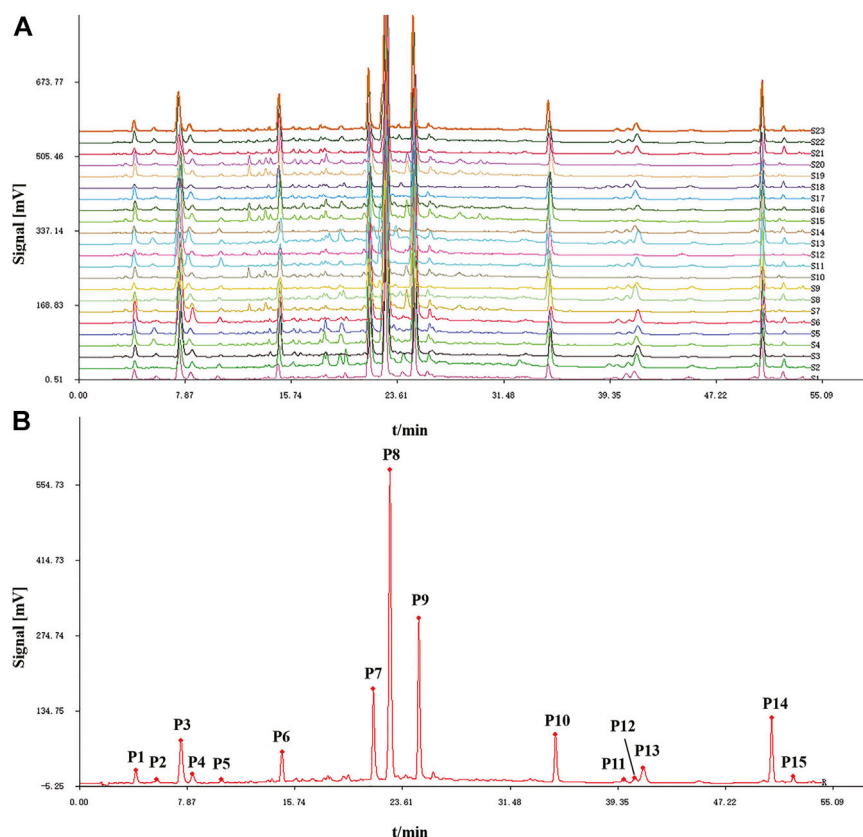 A
Signal [mV]
673.77
505.46
337.14
168.83
0.51
S23
S22
S21
S20
S19
S18
S17
S16
S15
S14
S13
S12
S11
S10
S9
S8
S7
S6
S5
S4
S3
S2
S1
0.00 7.87 15.74 23.61 31.48 39.35 47.22 55.09
t/min
B
Signal [mV]
554.73
414.73
274.74
134.75
-5.25
P1 P2 P3 P4 P5 P6 P7 P8 P9 P10 P11 P12 P13 P14 P15
R
0.00 7.87 15.74 23.61 31.48 39.35 47.22 55.09
t/min